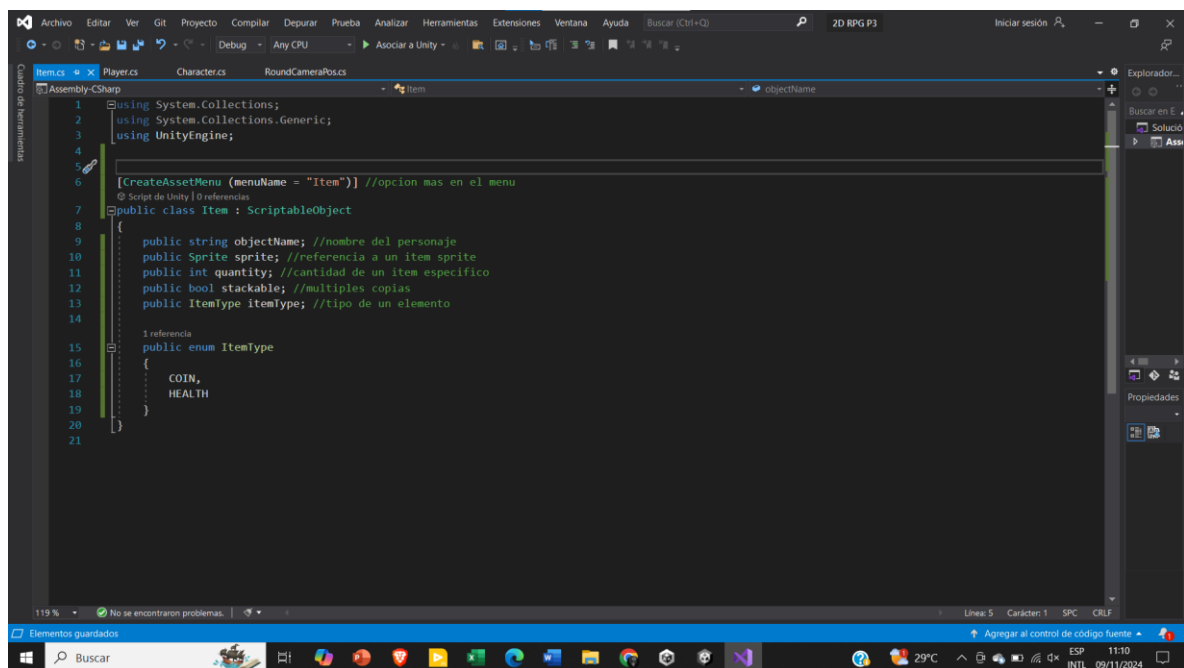 Archivo Editar Ver Git Proyecto Compilar Depurar Prueba Analizar Herramientas Extensiones Ventana Ayuda Buscar (Ctrl+Q) 2D RPG P3 Iniciar sesión
Debug Any CPU Asociar a Unity
Cuadro de herramientas
Item.cs Player.cs Character.cs RoundCameraPos.cs
Explorador...
Assembly-CSharp Item objectName
Buscar en E
Solució
Ass
1 using System.Collections;
2 using System.Collections.Generic;
3 using UnityEngine;
4
5
6 [CreateAssetMenu (menuName = "Item")] //opcion mas en el menu
Script de Unity | 0 referencias
7 public class Item : ScriptableObject
8 {
9 public string objectName; //nombre del personaje
10 public Sprite sprite; //referencia a un item sprite
11 public int quantity; //cantidad de un item especifico
12 public bool stackable; //multiples copias
13 public ItemType itemType; //tipo de un elemento
14
1 referencia
15 public enum ItemType
16 {
17 COIN,
18 HEALTH
19 }
20 }
21
Propiedades
119 % No se encontraron problemas. Línea: 5 Carácter: 1 SPC CRLF
Elementos guardados Agregar al control de código fuente 1
Buscar 29°C ESP INTL 11:10 09/11/2024